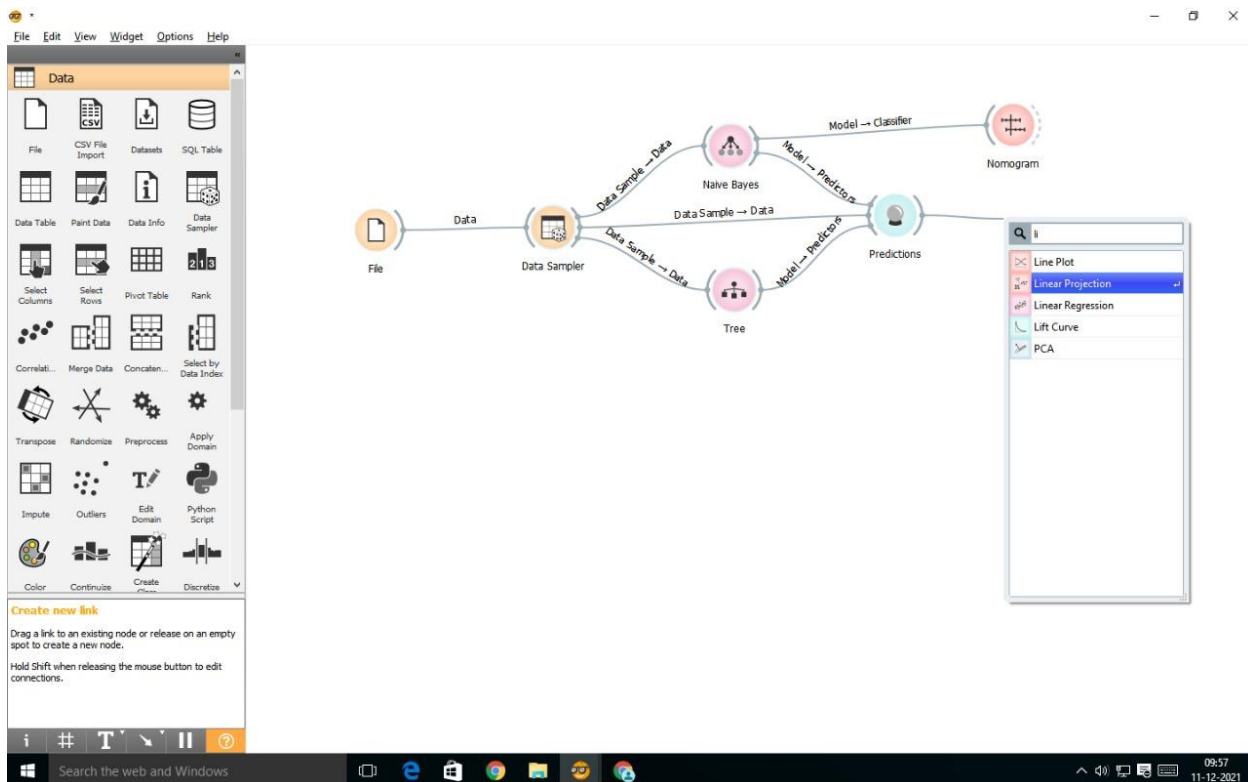 File Edit View Widget Options Help
«
Data
File
CSV File
Import
Datasets
SQL Table
CSV
Data Table
Paint Data
Data Info
Data
Sampler
Select
Columns
Select
Rows
Pivot Table
Rank
213
Correlati...
Merge Data
Concaten...
Select by
Data Index
Transpose
Randomize
Preprocess
Apply
Domain
Impute
Outliers
Edit
Domain
Python
Script
Color
Continuize
Create
Discretize
Create new link
Drag a link to an existing node or release on an empty
spot to create a new node.
Hold Shift when releasing the mouse button to edit
connections.
File
Data
Data Sampler
Data Sample → Data
Naive Bayes
Model → Classifier
Nomogram
Model → Predictors
Data Sample → Data
Predictions
Data Sample → Data
Model → Predictors
Tree
li
Line Plot
Linear Projection
Linear Regression
Lift Curve
PCA
Search the web and Windows
09:57
11-12-2021